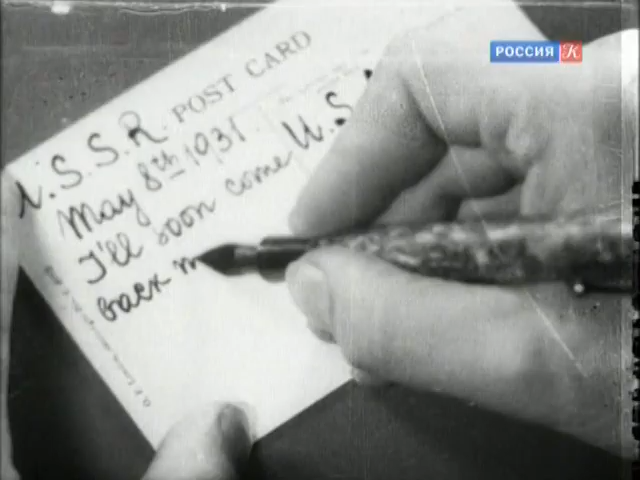 РОССИЯ К
POST CARD
U.S.S.R.
May 8th 1931.
I'll soon come
back m
U.S.